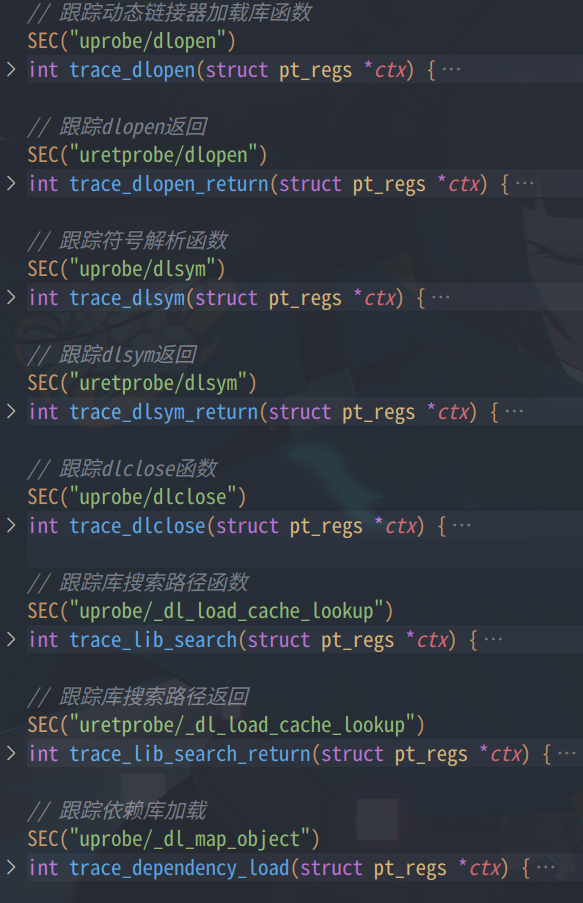 // 跟踪动态链接器加载库函数
SEC("uprobe/dlopen")
int trace_dlopen(struct pt_regs *ctx) { ···
// 跟踪dlopen返回
SEC("uretprobe/dlopen")
int trace_dlopen_return(struct pt_regs *ctx) { ···
// 跟踪符号解析函数
SEC("uprobe/dlsym")
int trace_dlsym(struct pt_regs *ctx) { ···
// 跟踪dlsym返回
SEC("uretprobe/dlsym")
int trace_dlsym_return(struct pt_regs *ctx) { ···
// 跟踪dlclose函数
SEC("uprobe/dlclose")
int trace_dlclose(struct pt_regs *ctx) { ···
// 跟踪库搜索路径函数
SEC("uprobe/_dl_load_cache_lookup")
int trace_lib_search(struct pt_regs *ctx) { ···
// 跟踪库搜索路径返回
SEC("uretprobe/_dl_load_cache_lookup")
int trace_lib_search_return(struct pt_regs *ctx) { ···
// 跟踪依赖库加载
SEC("uprobe/_dl_map_object")
int trace_dependency_load(struct pt_regs *ctx) { ···